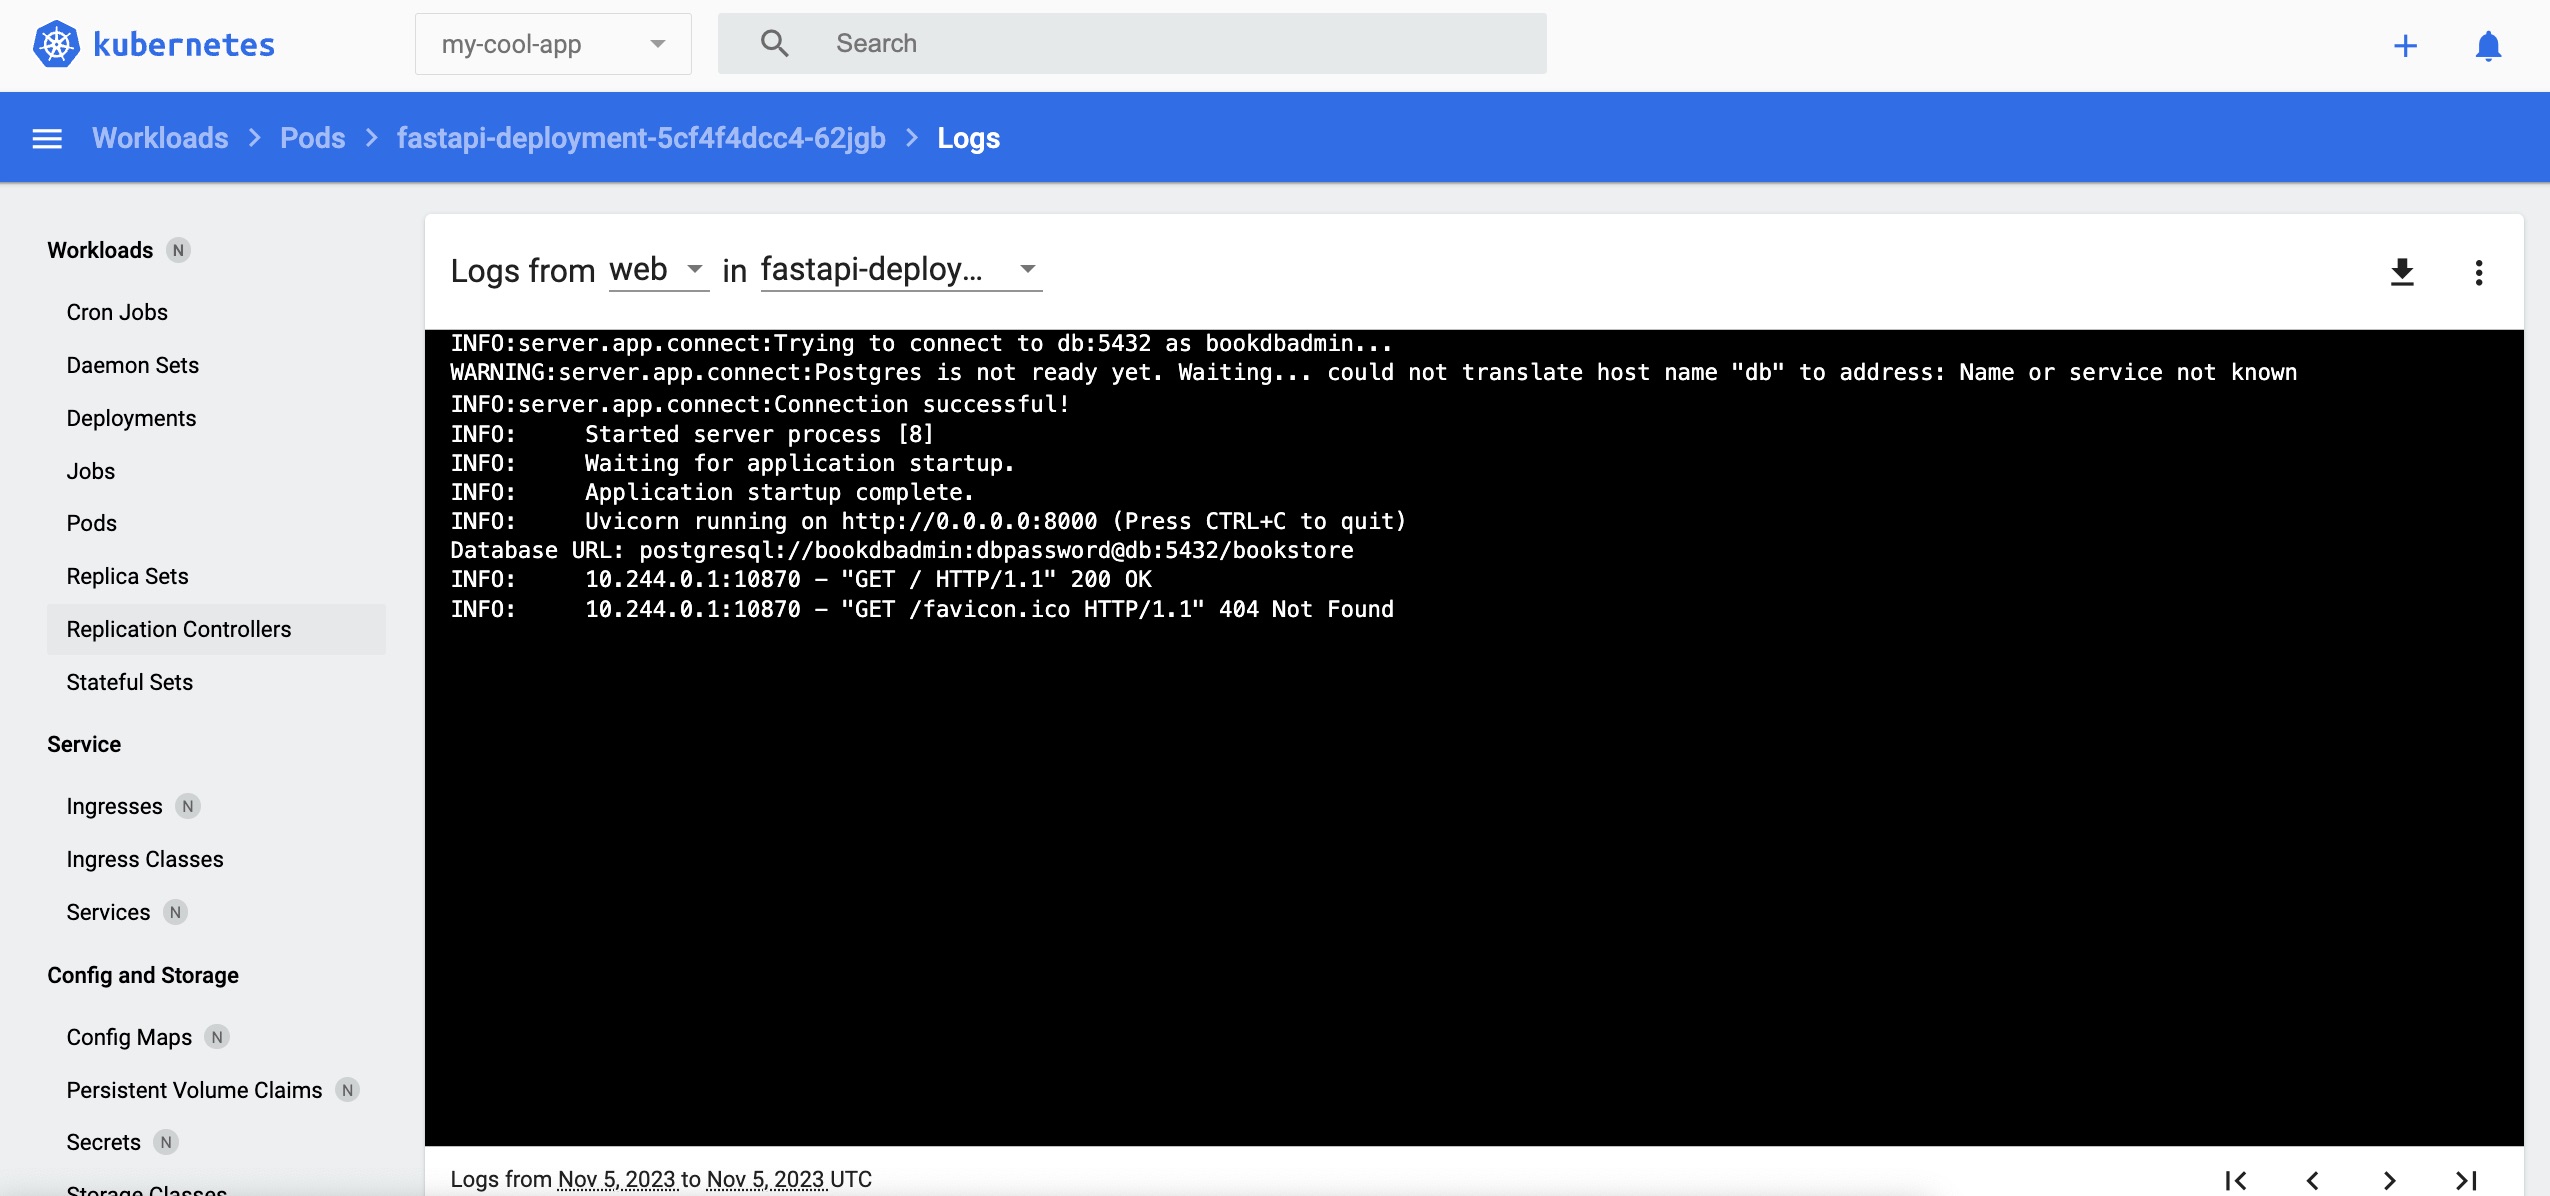 kubernetes
my-cool-app
Search
Workloads > Pods > fastapi-deployment-5cf4f4dcc4-62jgb > Logs
Workloads N
Cron Jobs
Daemon Sets
Deployments
Jobs
Pods
Replica Sets
Replication Controllers
Stateful Sets
Service
Ingresses N
Ingress Classes
Services N
Config and Storage
Config Maps N
Persistent Volume Claims N
Secrets N
Storage Classes
Logs from web in fastapi-deploy...
INFO:server.app.connect:Trying to connect to db:5432 as bookdbadmin...
WARNING:server.app.connect:Postgres is not ready yet. Waiting... could not translate host name "db" to address: Name or service not known
INFO:server.app.connect:Connection successful!
INFO:     Started server process [8]
INFO:     Waiting for application startup.
INFO:     Application startup complete.
INFO:     Uvicorn running on http://0.0.0.0:8000 (Press CTRL+C to quit)
Database URL: postgresql://bookdbadmin:dbpassword@db:5432/bookstore
INFO:     10.244.0.1:10870 – "GET / HTTP/1.1" 200 OK
INFO:     10.244.0.1:10870 – "GET /favicon.ico HTTP/1.1" 404 Not Found
Logs from Nov 5, 2023 to Nov 5, 2023 UTC